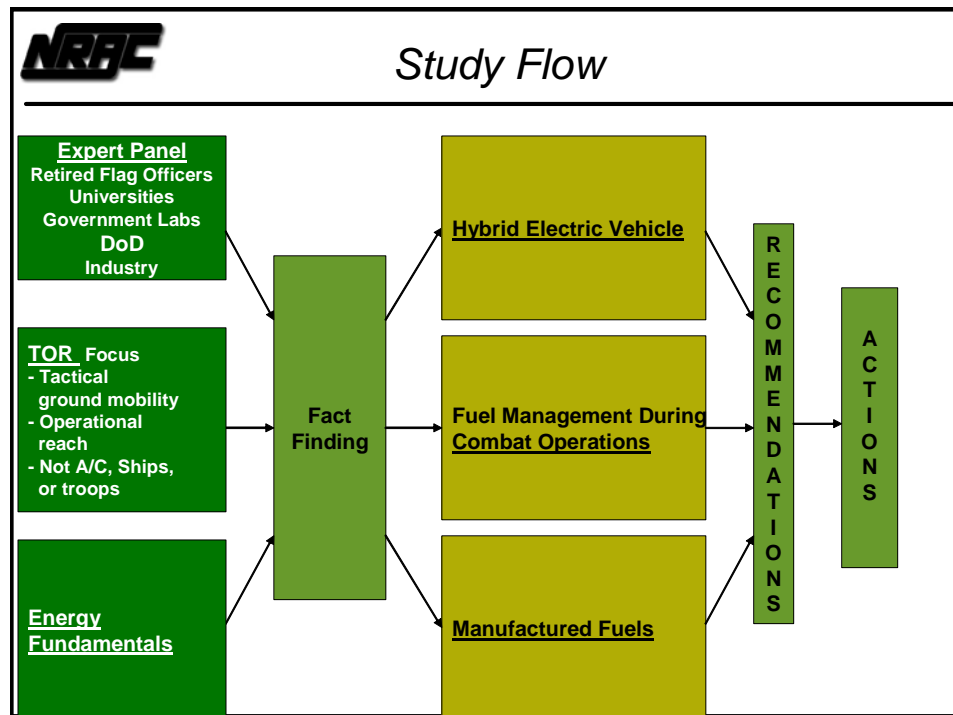 NRAC
Study Flow
Expert Panel
Retired Flag Officers
Universities
Government Labs
DoD
Industry
TOR Focus
- Tactical
ground mobility
- Operational
reach
- Not A/C, Ships,
or troops
Energy
Fundamentals
Fact
Finding
Hybrid Electric Vehicle
Fuel Management During
Combat Operations
Manufactured Fuels
RECOMMENDATIONS
ACTIONS